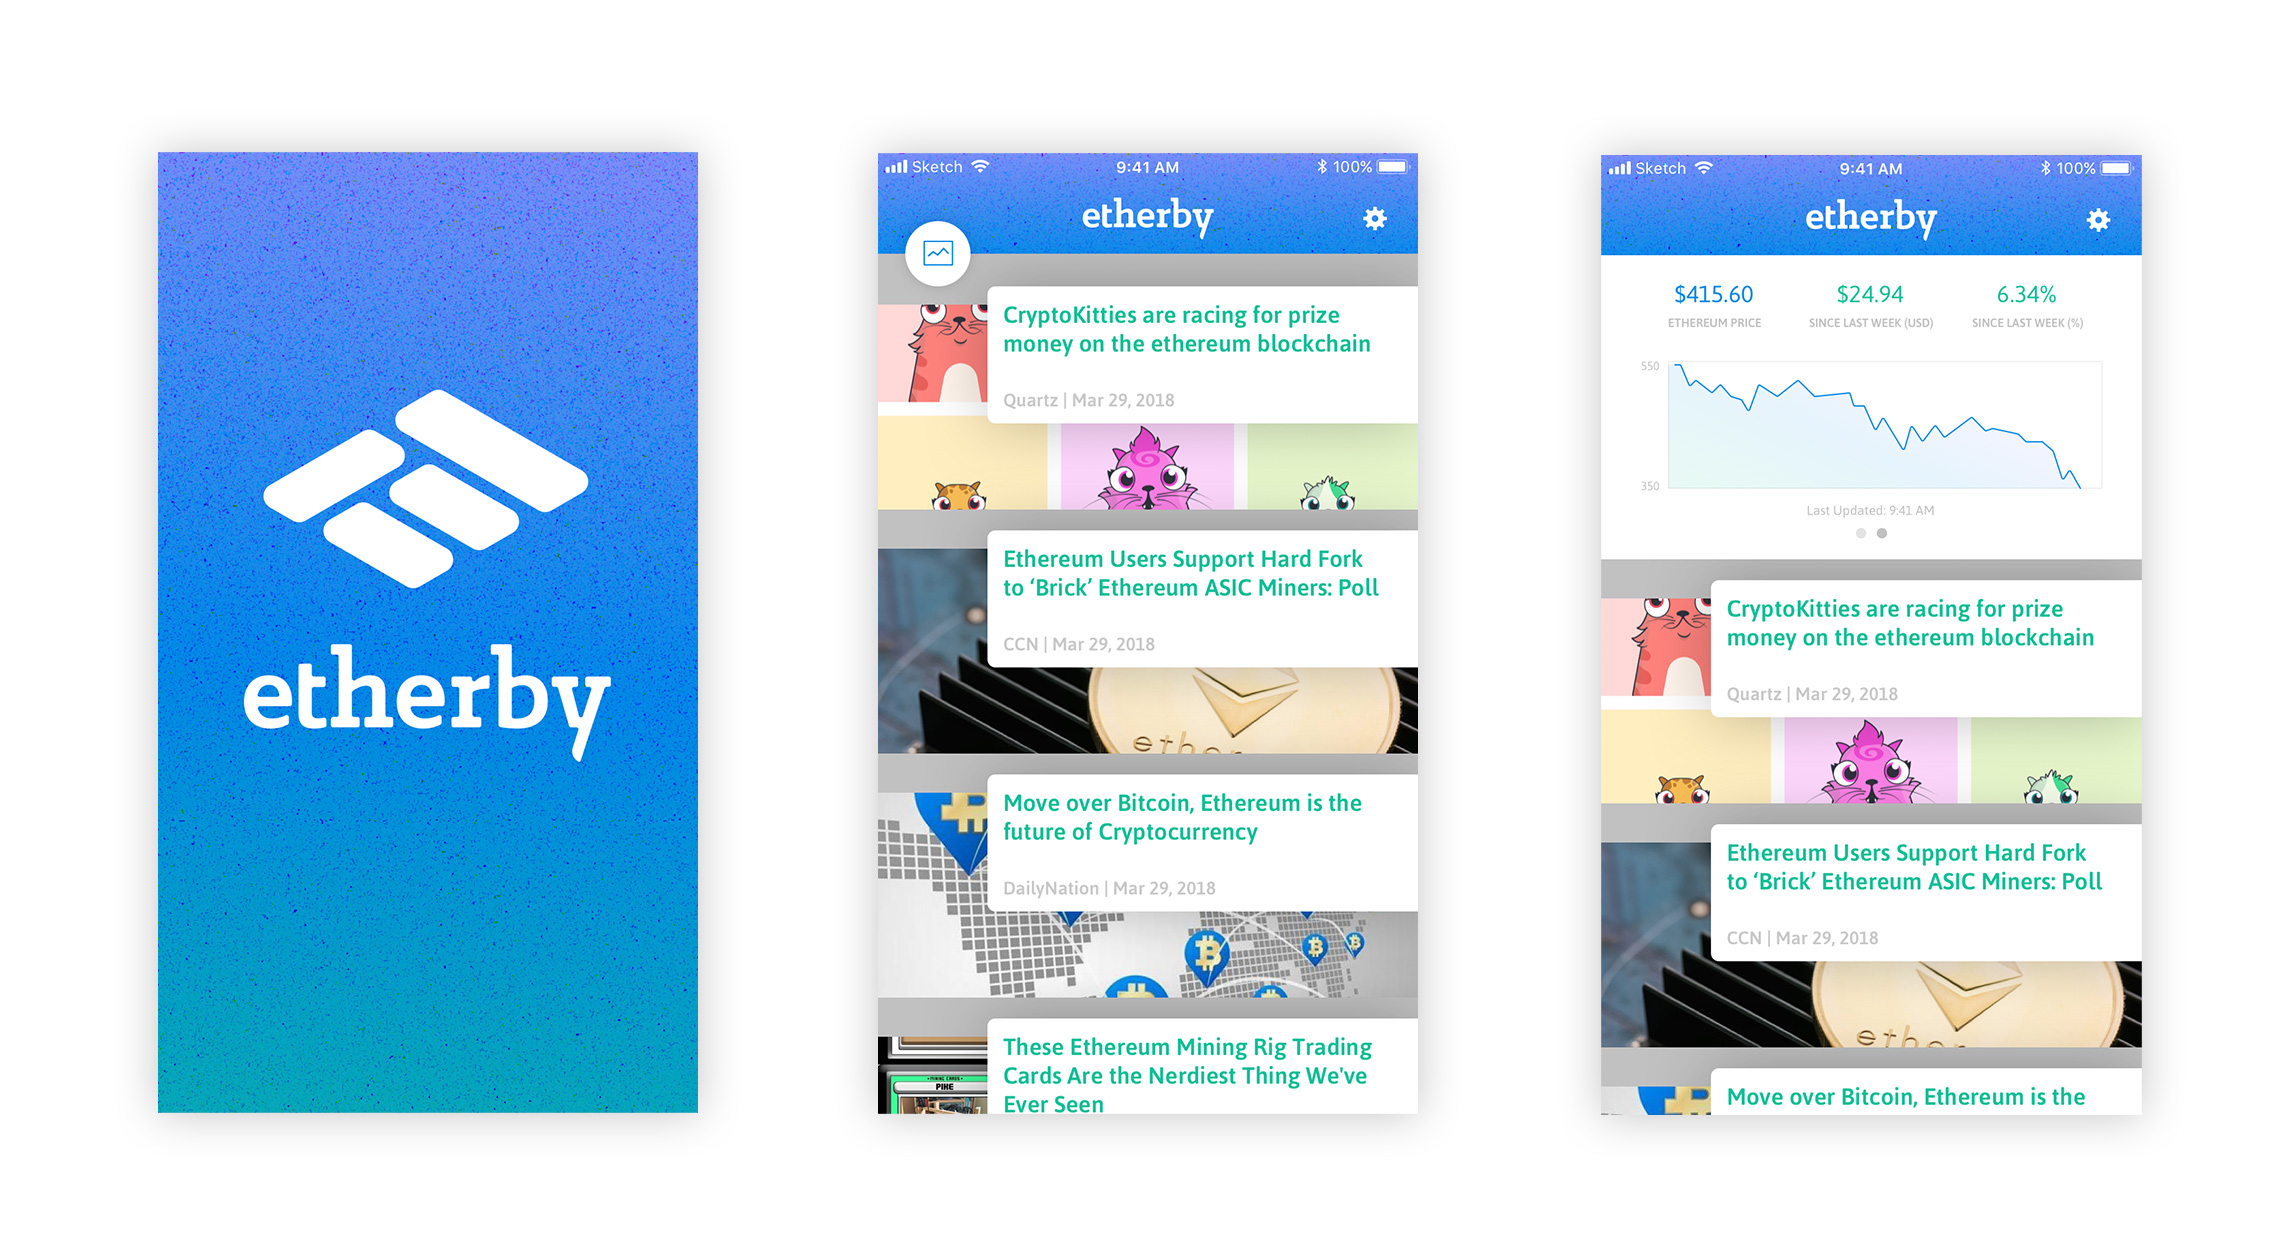 etherby
Sketch 9:41 AM 100%
etherby
CryptoKitties are racing for prize
money on the ethereum blockchain
Quartz | Mar 29, 2018
Ethereum Users Support Hard Fork
to ‘Brick’ Ethereum ASIC Miners: Poll
CCN | Mar 29, 2018
ether
Move over Bitcoin, Ethereum is the
future of Cryptocurrency
DailyNation | Mar 29, 2018
These Ethereum Mining Rig Trading
Cards Are the Nerdiest Thing We've
Ever Seen
•MINING CARDS•
PIKE
Sketch 9:41 AM 100%
etherby
$415.60 $24.94 6.34%
ETHEREUM PRICE SINCE LAST WEEK (USD) SINCE LAST WEEK (%)
550
350
Last Updated: 9:41 AM
CryptoKitties are racing for prize
money on the ethereum blockchain
Quartz | Mar 29, 2018
Ethereum Users Support Hard Fork
to ‘Brick’ Ethereum ASIC Miners: Poll
CCN | Mar 29, 2018
ether
Move over Bitcoin, Ethereum is the